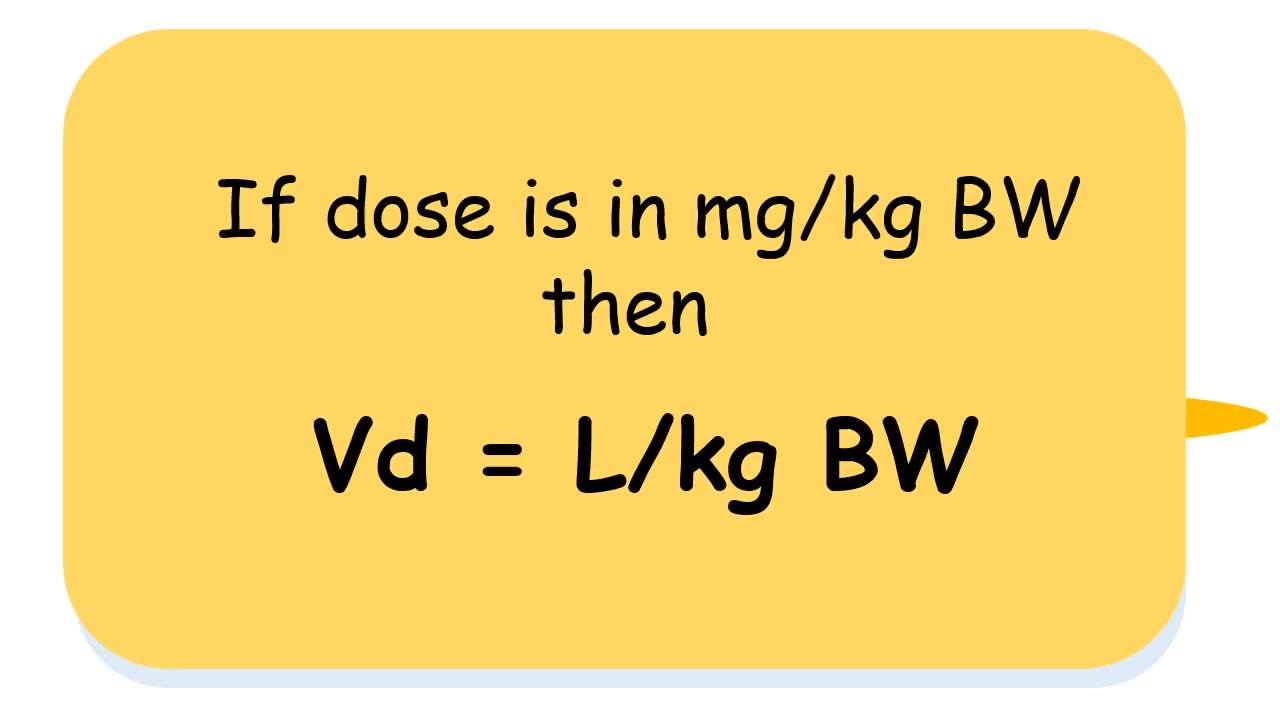 If dose is in mg/kg BW
then
Vd = L/kg BW